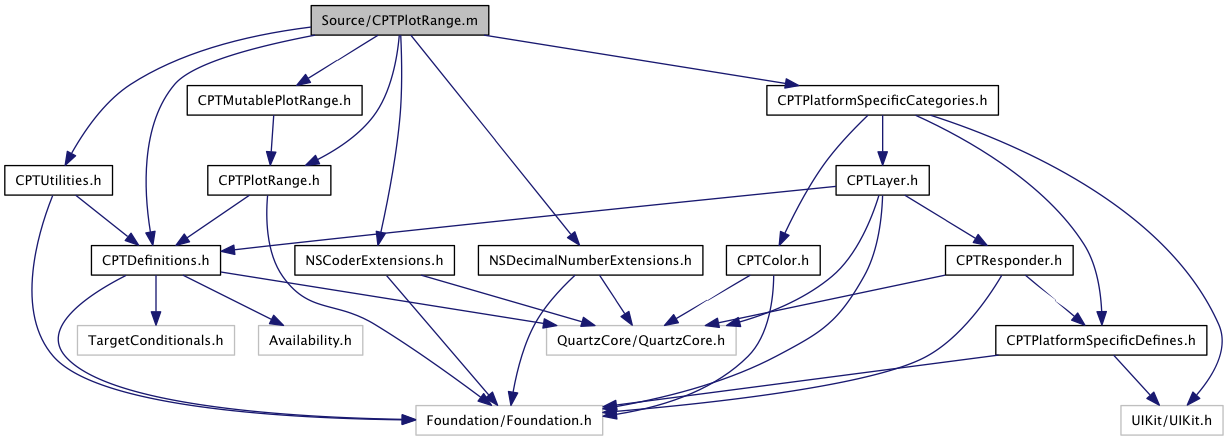 Source/CPTPlotRange.m
CPTMutablePlotRange.h
CPTPlatformSpecificCategories.h
CPTUtilities.h
CPTPlotRange.h
CPTLayer.h
CPTDefinitions.h
NSCoderExtensions.h
NSDecimalNumberExtensions.h
CPTColor.h
CPTResponder.h
TargetConditionals.h
Availability.h
QuartzCore/QuartzCore.h
CPTPlatformSpecificDefines.h
Foundation/Foundation.h
UIKit/UIKit.h